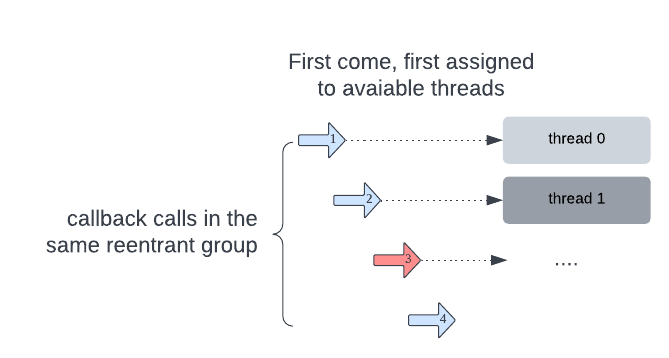 First come, first assigned
to avaiable threads
1
thread 0
2
thread 1
callback calls in the
same reentrant group
3
....
4